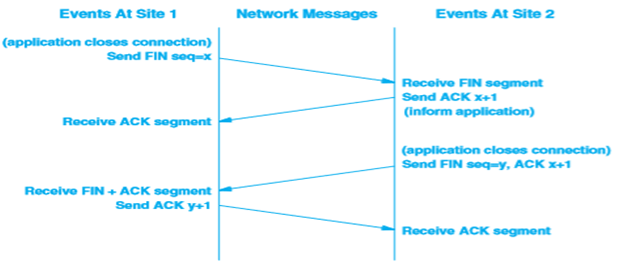 Events At Site 1 Network Messages Events At Site 2
(application closes connection)
Send FIN seq=x
Receive FIN segment
Send ACK x+1
(inform application)
Receive ACK segment
(application closes connection)
Send FIN seq=y, ACK x+1
Receive FIN + ACK segment
Send ACK y+1
Receive ACK segment